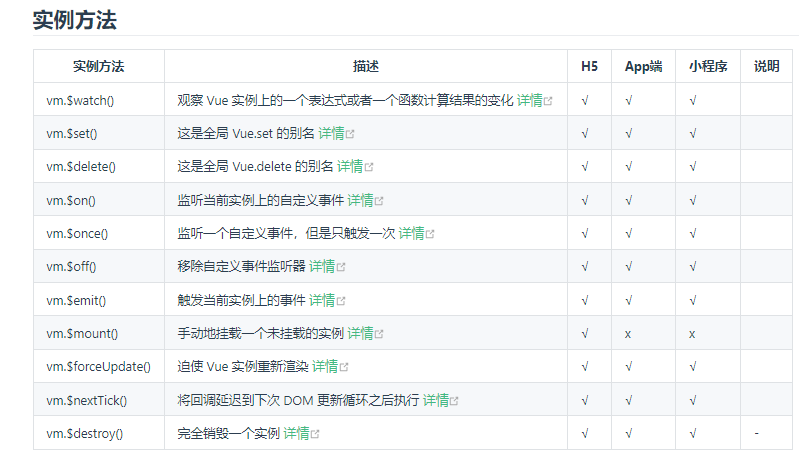 实例方法
实例方法 描述 H5 App端 小程序 说明
vm.$watch() 观察 Vue 实例上的一个表达式或者一个函数计算结果的变化 详情 √ √ √
vm.$set() 这是全局 Vue.set 的别名 详情 √ √ √
vm.$delete() 这是全局 Vue.delete 的别名 详情 √ √ √
vm.$on() 监听当前实例上的自定义事件 详情 √ √ √
vm.$once() 监听一个自定义事件，但是只触发一次 详情 √ √ √
vm.$off() 移除自定义事件监听器 详情 √ √ √
vm.$emit() 触发当前实例上的事件 详情 √ √ √
vm.$mount() 手动地挂载一个未挂载的实例 详情 √ x x
vm.$forceUpdate() 迫使 Vue 实例重新渲染 详情 √ √ √
vm.$nextTick() 将回调延迟到下次 DOM 更新循环之后执行 详情 √ √ √
vm.$destroy() 完全销毁一个实例 详情 √ √ √ -